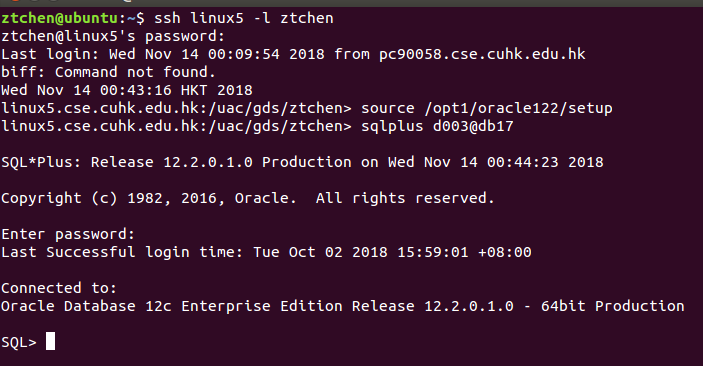 ztchen@ubuntu:~$ ssh linux5 -l ztchen
ztchen@linux5's password:
Last login: Wed Nov 14 00:09:54 2018 from pc90058.cse.cuhk.edu.hk
biff: Command not found.
Wed Nov 14 00:43:16 HKT 2018
linux5.cse.cuhk.edu.hk:/uac/gds/ztchen> source /opt1/oracle122/setup
linux5.cse.cuhk.edu.hk:/uac/gds/ztchen> sqlplus d003@db17
SQL*Plus: Release 12.2.0.1.0 Production on Wed Nov 14 00:44:23 2018
Copyright (c) 1982, 2016, Oracle.  All rights reserved.
Enter password:
Last Successful login time: Tue Oct 02 2018 15:59:01 +08:00
Connected to:
Oracle Database 12c Enterprise Edition Release 12.2.0.1.0 - 64bit Production
SQL>